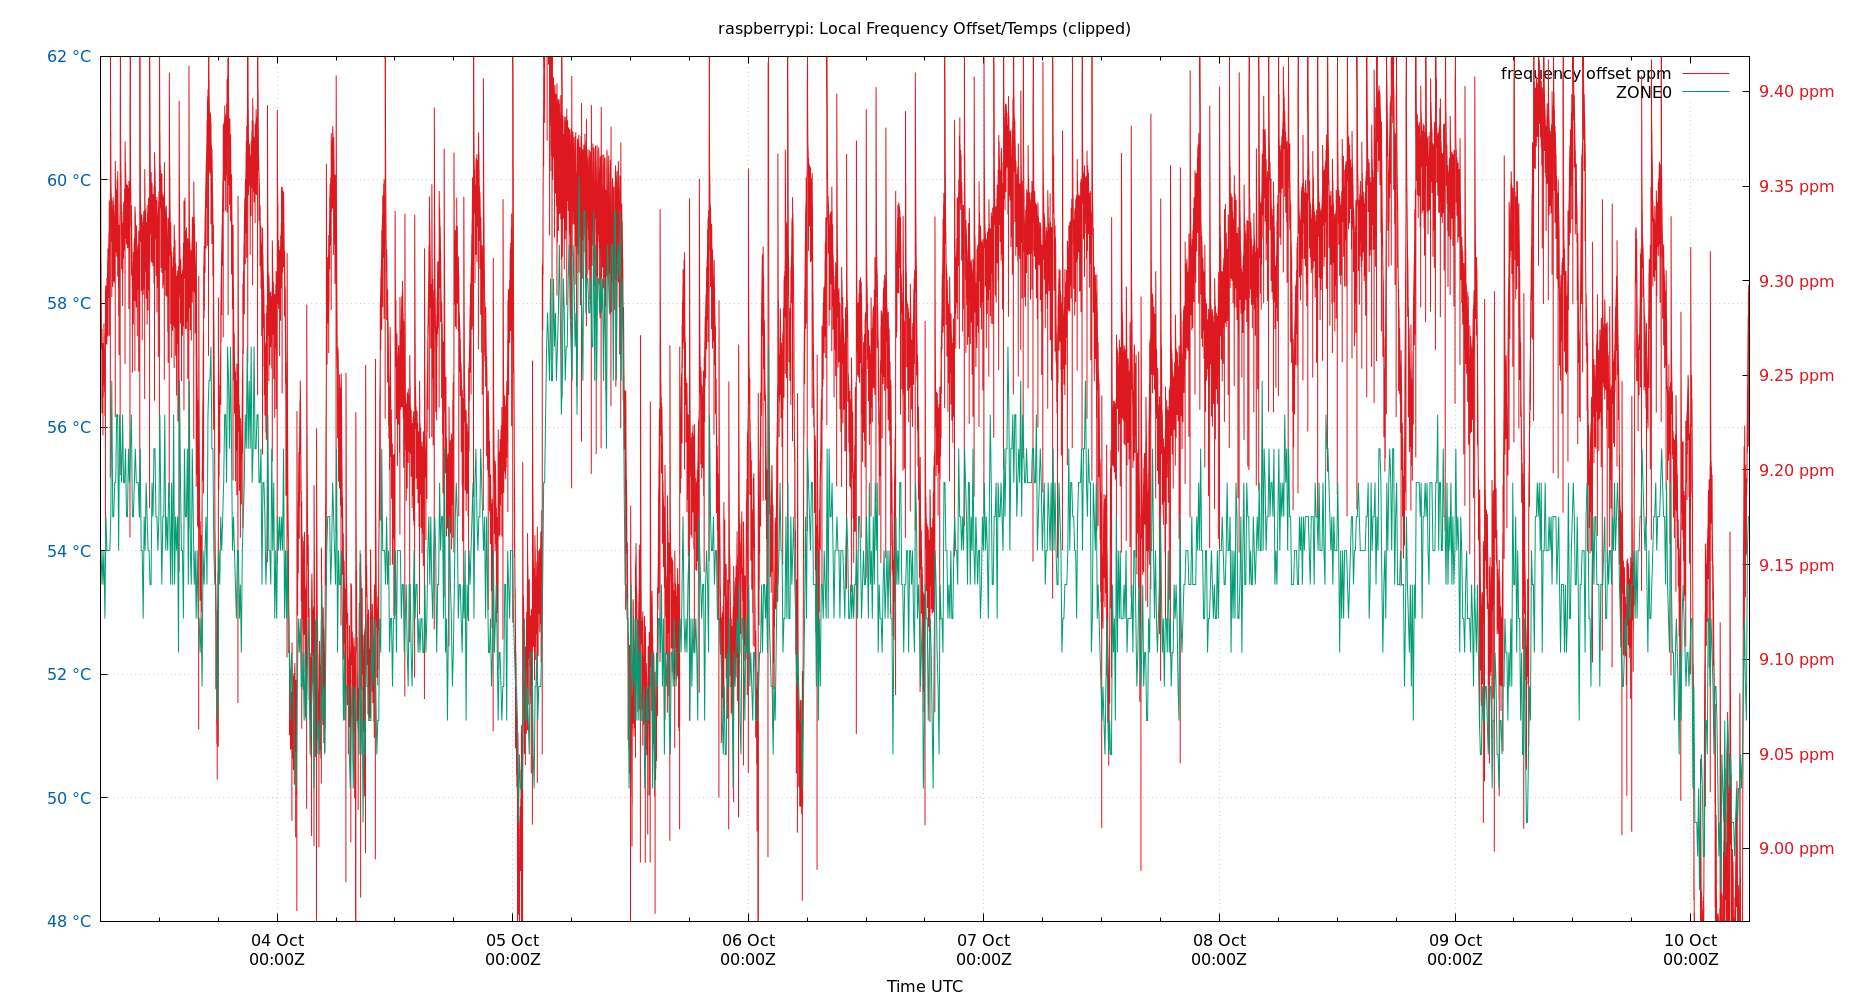 raspberrypi: Local Frequency Offset/Temps (clipped)
62 °C
60 °C
58 °C
56 °C
54 °C
52 °C
50 °C
48 °C
frequency offset ppm
ZONE0
9.40 ppm
9.35 ppm
9.30 ppm
9.25 ppm
9.20 ppm
9.15 ppm
9.10 ppm
9.05 ppm
9.00 ppm
04 Oct
00:00Z
05 Oct
00:00Z
06 Oct
00:00Z
07 Oct
00:00Z
08 Oct
00:00Z
09 Oct
00:00Z
10 Oct
00:00Z
Time UTC